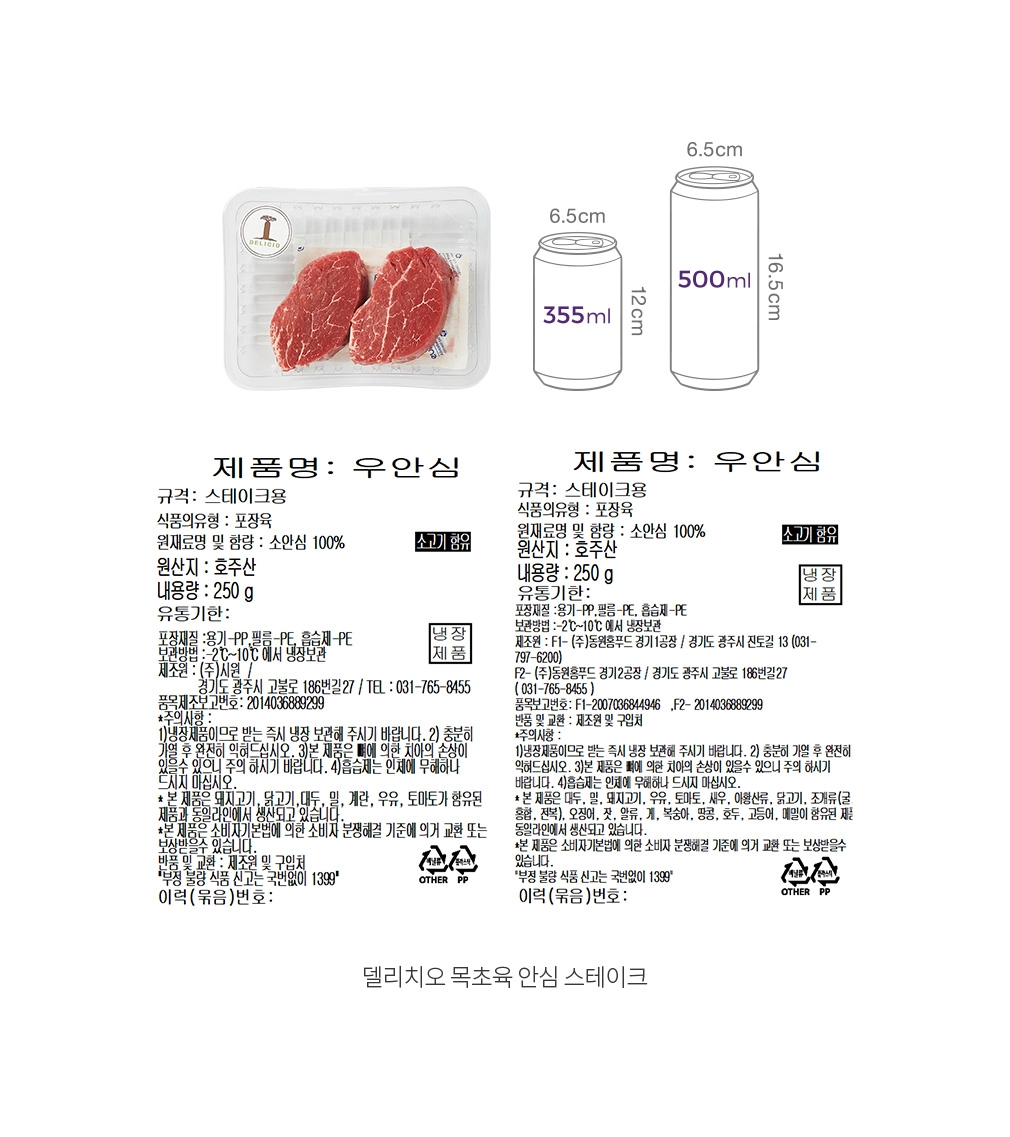 DELICIO
6.5cm
355ml
12cm
6.5cm
500ml
16.5cm
제품명: 우안심
규격: 스테이크용
식품의유형 : 포장육
원재료명 및 함량 : 소안심 100%
소고기 함유
원산지 : 호주산
내용량 : 250 g
유통기한:
냉장
제품
포장재질 :용기-PP,필름-PE, 흡습제-PE
보관방법 :-2℃~10℃ 에서 냉장보관
제조원 : (주)시원 /
경기도 광주시 고불로 186번길27 / TEL : 031-765-8455
품목제조보고번호: 2014036889299
*주의사항 :
1)냉장제품이므로 받는 즉시 냉장 보관해 주시기 바랍니다. 2) 충분히
가열 후 완전히 익혀드십시오. 3)본 제품은 뼈에 의한 치아의 손상이
있을수 있으니 주의 하시기 바랍니다. 4)흡습제는 인체에 무해하나
드시지 마십시오.
* 본 제품은 돼지고기, 닭고기,대두, 밀, 계란, 우유, 토마토가 함유된
제품과 동일라인에서 생산되고 있습니다.
*본 제품은 소비자기본법에 의한 소비자 분쟁해결 기준에 의거 교환 또는
보상받을수 있습니다.
반품 및 교환 : 제조원 및 구입처
"부정 불량 식품 신고는 국번없이 1399"
이력(묶음)번호:
OTHER PP
제품명: 우안심
규격: 스테이크용
식품의유형 : 포장육
원재료명 및 함량 : 소안심 100%
소고기 함유
원산지 : 호주산
내용량 : 250 g
유통기한:
냉장
제품
포장재질 :용기-PP,필름-PE, 흡습제-PE
보관방법 :-2℃~10℃ 에서 냉장보관
제조원 : F1- (주)동원홈푸드 경기1공장 / 경기도 광주시 진토길 13 (031-
797-6200)
F2- (주)동원홈푸드 경기2공장 / 경기도 광주시 고불로 186번길27
( 031-765-8455 )
품목보고번호: F1-2007036844946 ,F2- 2014036889299
반품 및 교환 : 제조원 및 구입처
*주의사항 :
1)냉장제품이므로 받는 즉시 냉장 보관해 주시기 바랍니다. 2) 충분히 가열 후 완전히
익혀드십시오. 3)본 제품은 뼈에 의한 치아의 손상이 있을수 있으니 주의 하시기
바랍니다. 4)흡습제는 인체에 무해하나 드시지 마십시오.
* 본 제품은 대두, 밀, 돼지고기, 우유, 토마토, 새우, 이황산류, 닭고기, 조개류(굴
홍합, 전복), 오징어, 잣, 알류, 게, 복숭아, 땅콩, 호두, 고등어, 메밀이 함유된 제품
동일라인에서 생산되고 있습니다.
*본 제품은 소비자기본법에 의한 소비자 분쟁해결 기준에 의거 교환 또는 보상받을수
있습니다.
"부정 불량 식품 신고는 국번없이 1399"
이력(묶음)번호:
OTHER PP
델리치오 목초육 안심 스테이크